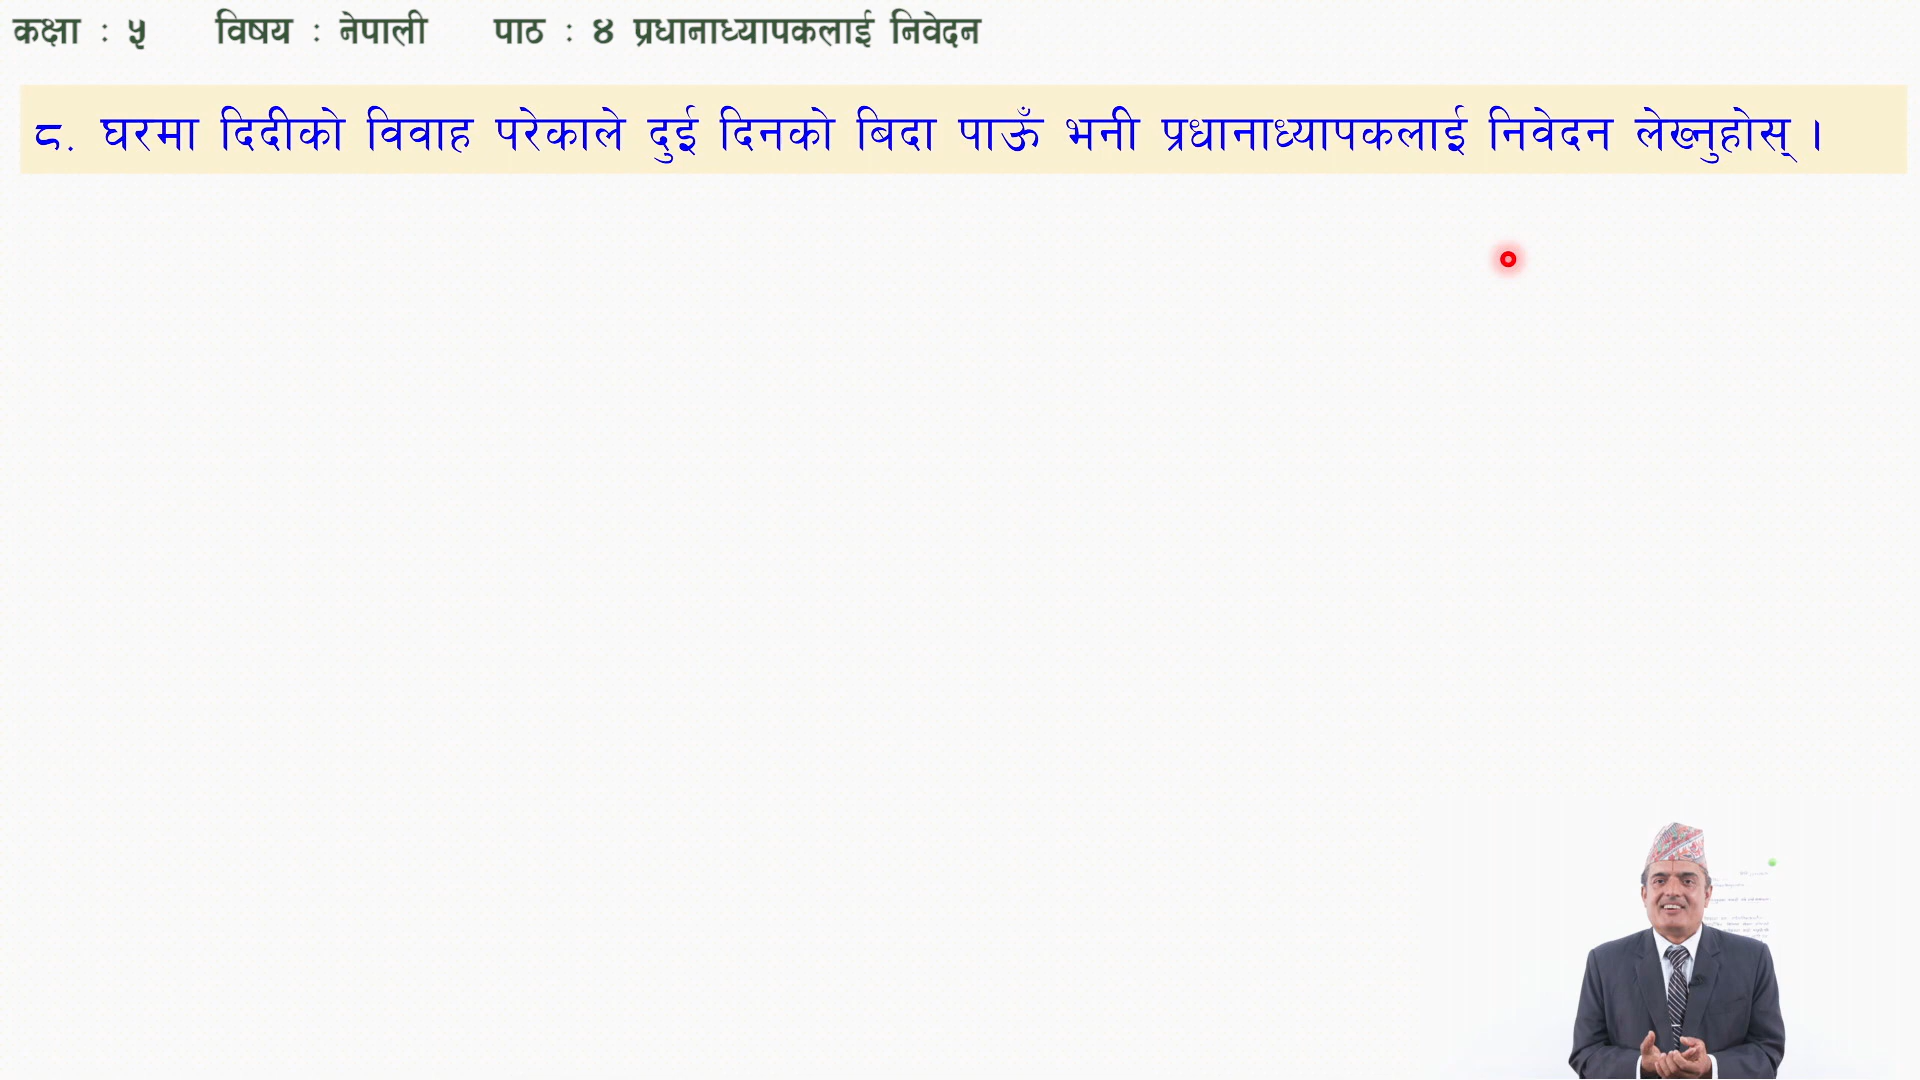 कक्षा : ५ विषय : नेपाली पाठ : ४ प्रधानाध्यापकलाई निवेदन
८. घरमा दिदीको विवाह परेकाले दुई दिनको बिदा पाऊँ भनी प्रधानाध्यापकलाई निवेदन लेख्नुहोस् ।